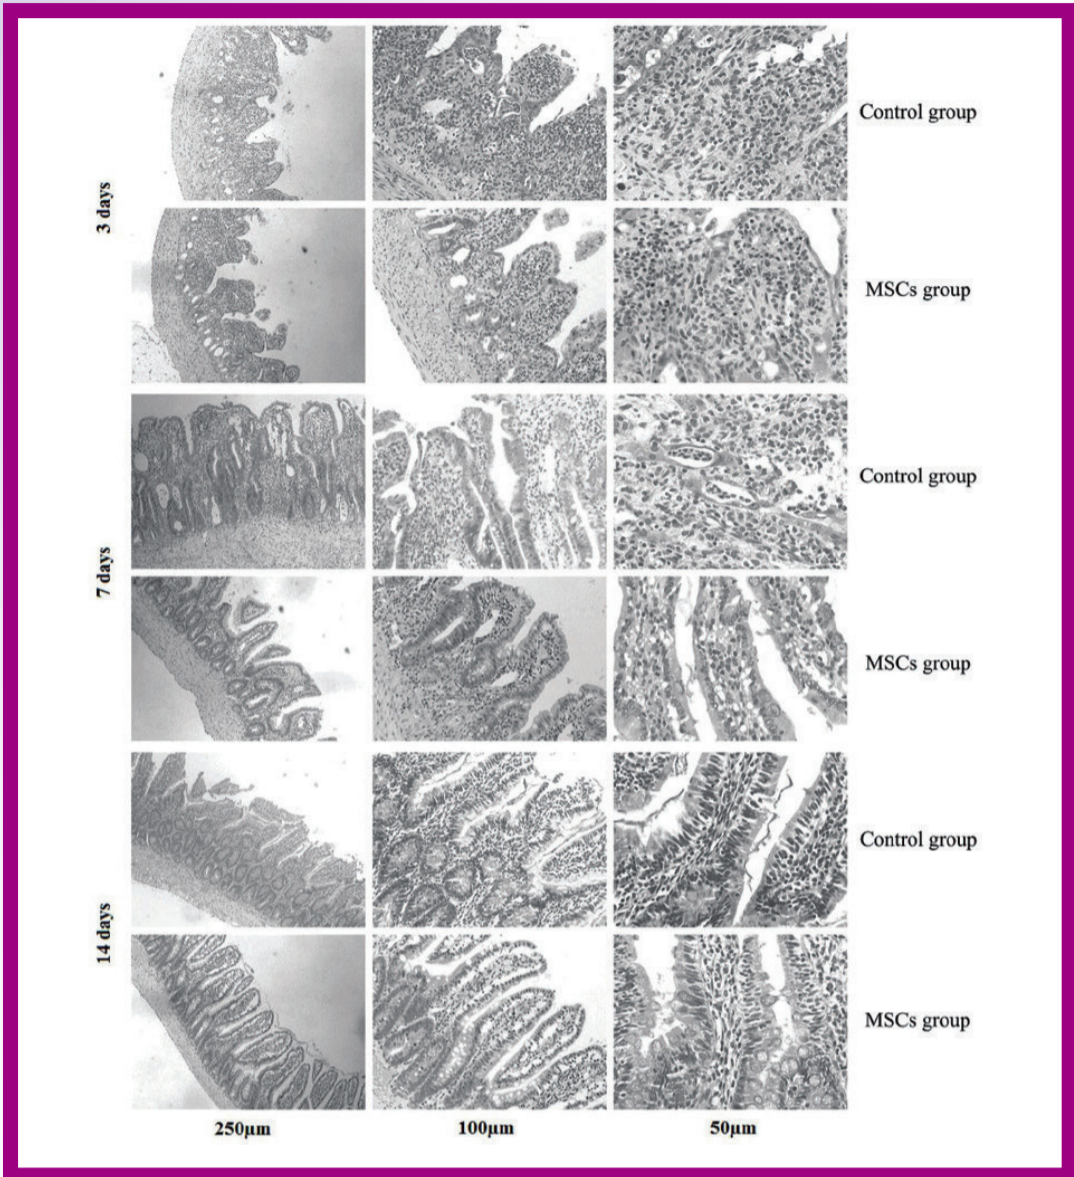 Control group
3 days
MSCs group
Control group
7 days
MSCs group
Control group
14 days
MSCs group
250μm
100μm
50μm